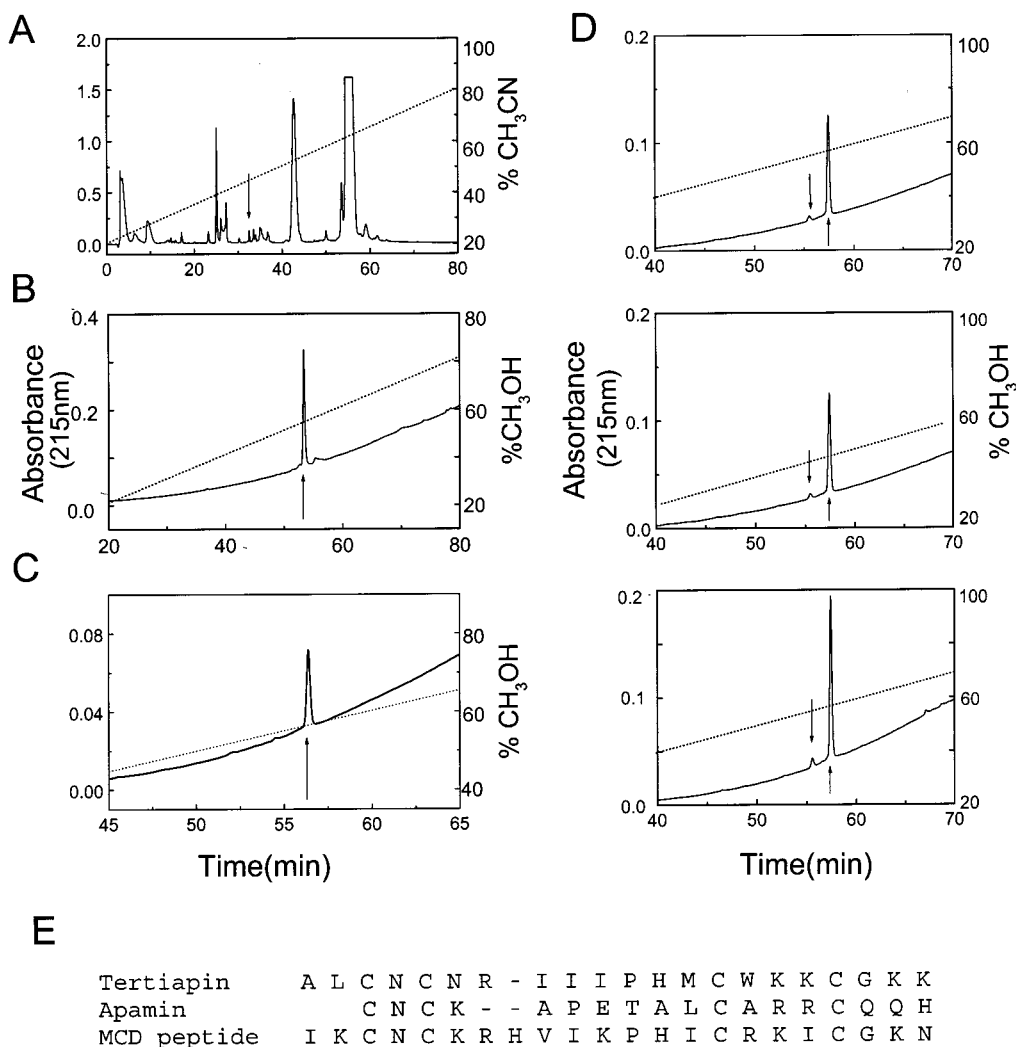 A
2.0
1.5
1.0
0.5
0.0
100
80
60
40
20
% CH3CN
0 20 40 60 80
B
0.4
0.2
0.0
80
60
40
20
%CH3OH
Absorbance
(215nm)
20 40 60 80
C
0.08
0.04
0.00
80
60
40
% CH3OH
45 50 55 60 65
Time(min)
D
0.2
0.1
0.0
100
60
20
40 50 60 70
0.2
0.1
0.0
100
60
20
Absorbance
(215nm)
% CH3OH
40 50 60 70
0.2
0.1
0.0
100
60
20
40 50 60 70
Time(min)
E
Tertiapin A L C N C N R - I I I P H M C W K K C G K K
Apamin C N C K - - A P E T A L C A R R C Q Q H
MCD peptide I K C N C K R H V I K P H I C R K I C G K N